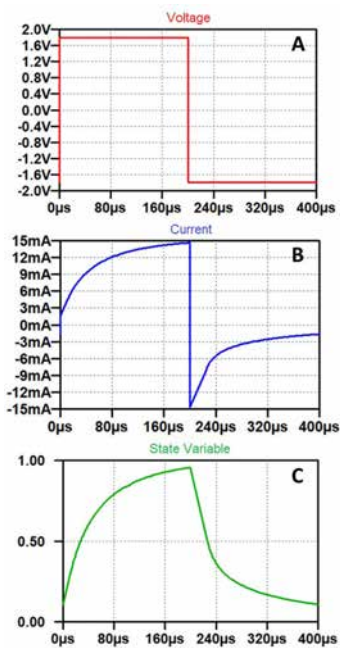 Voltage
A
2.0V
1.6V
1.2V
0.8V
0.4V
0.0V
-0.4V
-0.8V
-1.2V
-1.6V
-2.0V
0µs 80µs 160µs 240µs 320µs 400µs
Current
B
15mA
12mA
9mA
6mA
3mA
0mA
-3mA
-6mA
-9mA
-12mA
-15mA
0µs 80µs 160µs 240µs 320µs 400µs
State Variable
C
1.00
0.50
0.00
0µs 80µs 160µs 240µs 320µs 400µs